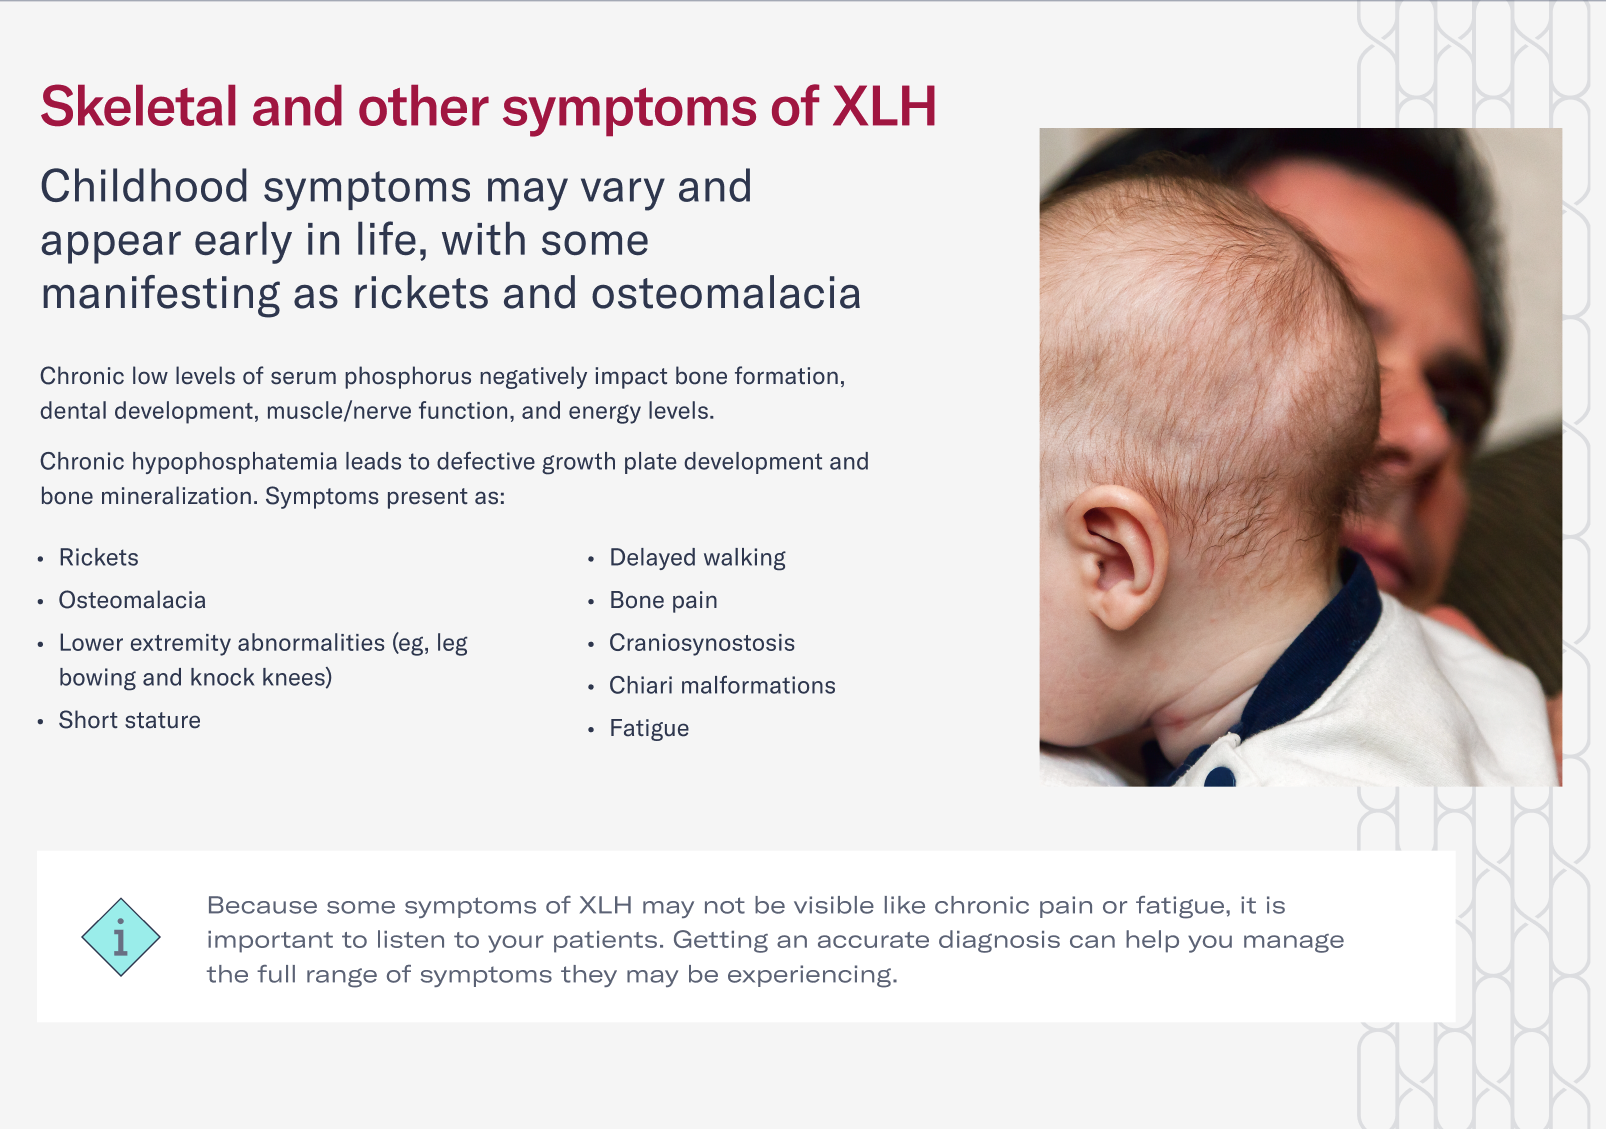 Skeletal and other symptoms of XLH
Childhood symptoms may vary and
appear early in life, with some
manifesting as rickets and osteomalacia
Chronic low levels of serum phosphorus negatively impact bone formation,
dental development, muscle/nerve function, and energy levels.
Chronic hypophosphatemia leads to defective growth plate development and
bone mineralization. Symptoms present as:
• Rickets
• Osteomalacia
• Lower extremity abnormalities (eg, leg
bowing and knock knees)
• Short stature
• Delayed walking
• Bone pain
• Craniosynostosis
• Chiari malformations
• Fatigue
i
Because some symptoms of XLH may not be visible like chronic pain or fatigue, it is
important to listen to your patients. Getting an accurate diagnosis can help you manage
the full range of symptoms they may be experiencing.